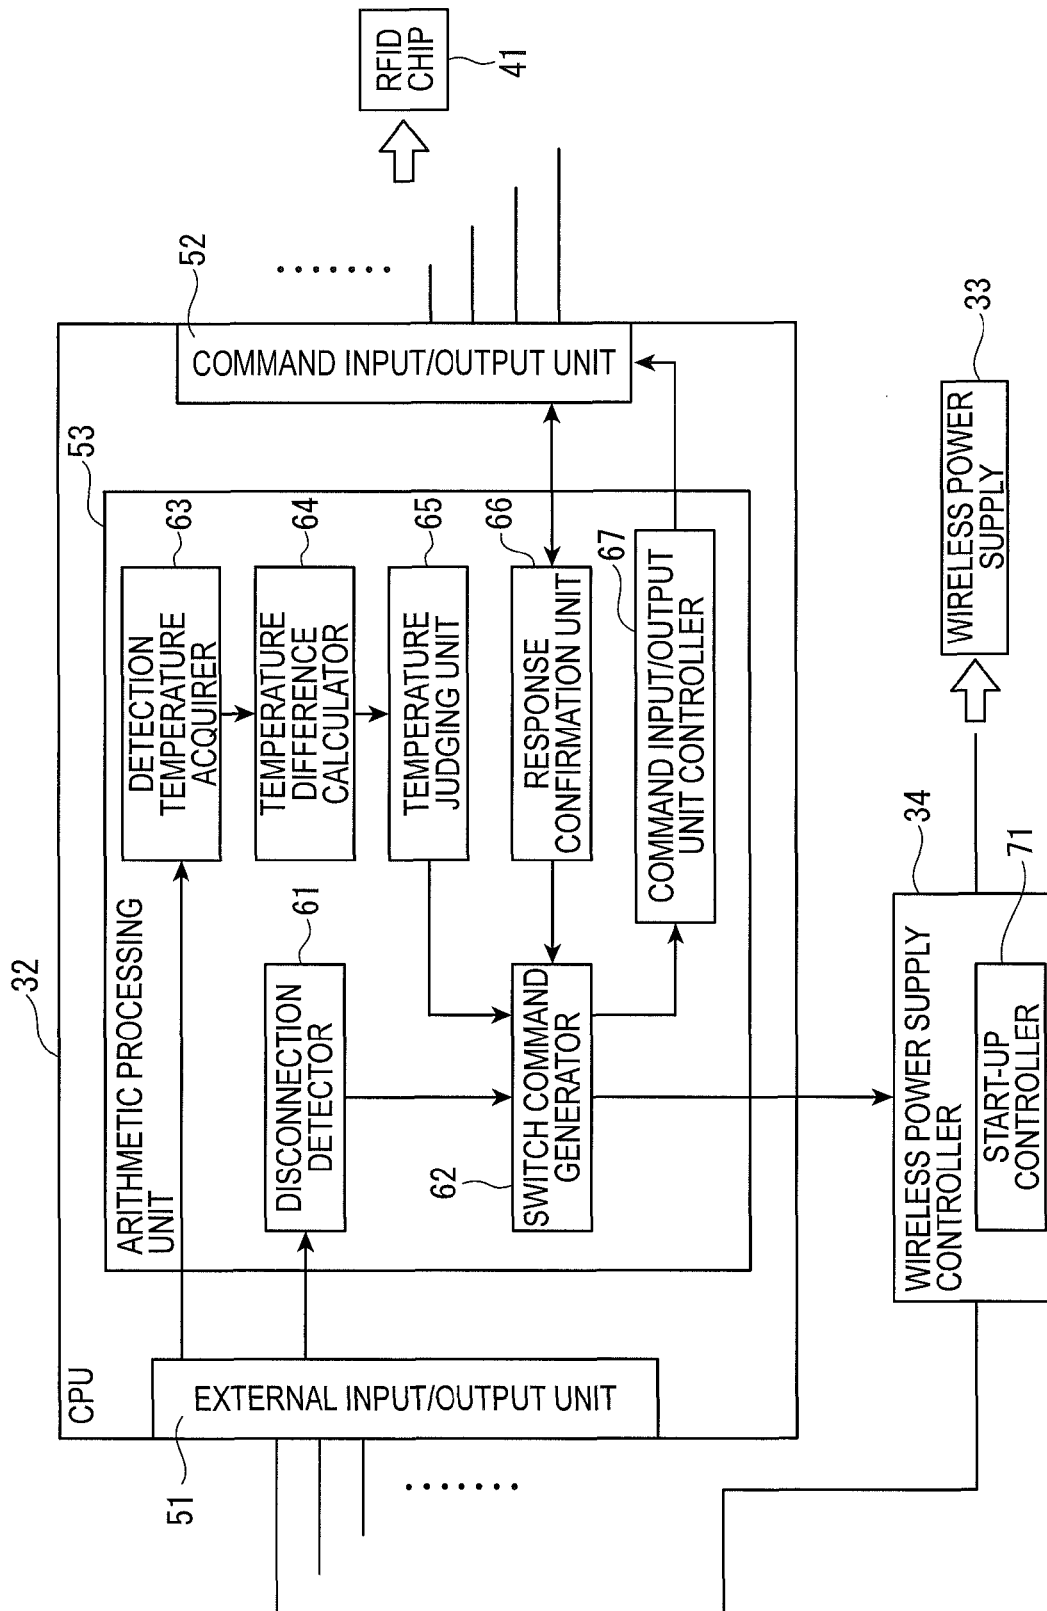 32
CPU
51
EXTERNAL INPUT/OUTPUT UNIT
53
ARITHMETIC PROCESSING
UNIT
63
DETECTION
TEMPERATURE
ACQUIRER
64
TEMPERATURE
DIFFERENCE
CALCULATOR
65
TEMPERATURE
JUDGING UNIT
66
RESPONSE
CONFIRMATION UNIT
67
COMMAND INPUT/OUTPUT
UNIT CONTROLLER
61
DISCONNECTION
DETECTOR
62
SWITCH COMMAND
GENERATOR
52
COMMAND INPUT/OUTPUT UNIT
RFID
CHIP
41
34
WIRELESS POWER SUPPLY
CONTROLLER
71
START-UP
CONTROLLER
33
WIRELESS POWER
SUPPLY